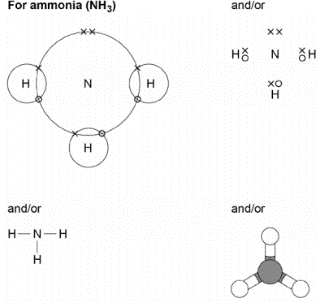 For ammonia (NH₃)
and/or
H N H
H
×× 
H × O N × O H
× O
H
and/or
H — N — H
|
H
and/or